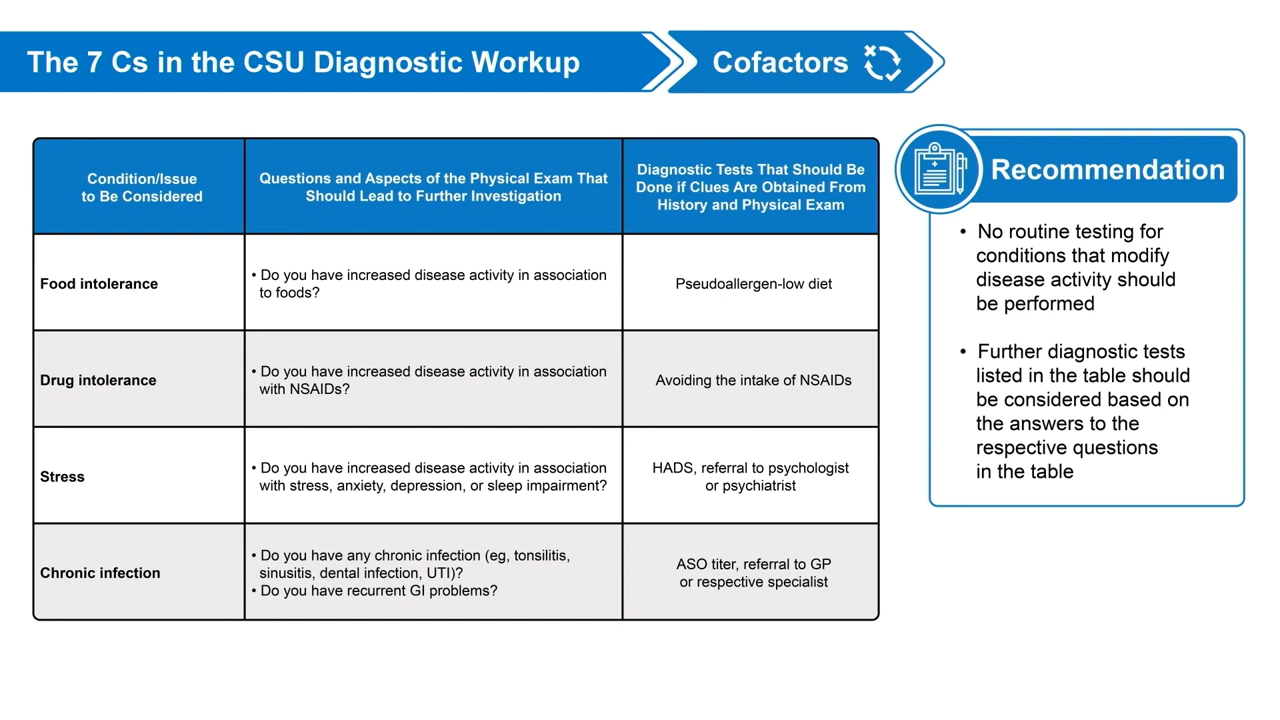 The 7 Cs in the CSU Diagnostic Workup
Cofactors
Condition/Issue
to Be Considered
Questions and Aspects of the Physical Exam That
Should Lead to Further Investigation
Diagnostic Tests That Should Be
Done if Clues Are Obtained From
History and Physical Exam
Food intolerance
• Do you have increased disease activity in association
to foods?
Pseudoallergen-low diet
Drug intolerance
• Do you have increased disease activity in association
with NSAIDs?
Avoiding the intake of NSAIDs
Stress
• Do you have increased disease activity in association
with stress, anxiety, depression, or sleep impairment?
HADS, referral to psychologist
or psychiatrist
Chronic infection
• Do you have any chronic infection (eg, tonsilitis,
sinusitis, dental infection, UTI)?
• Do you have recurrent GI problems?
ASO titer, referral to GP
or respective specialist
Recommendation
• No routine testing for
conditions that modify
disease activity should
be performed
• Further diagnostic tests
listed in the table should
be considered based on
the answers to the
respective questions
in the table